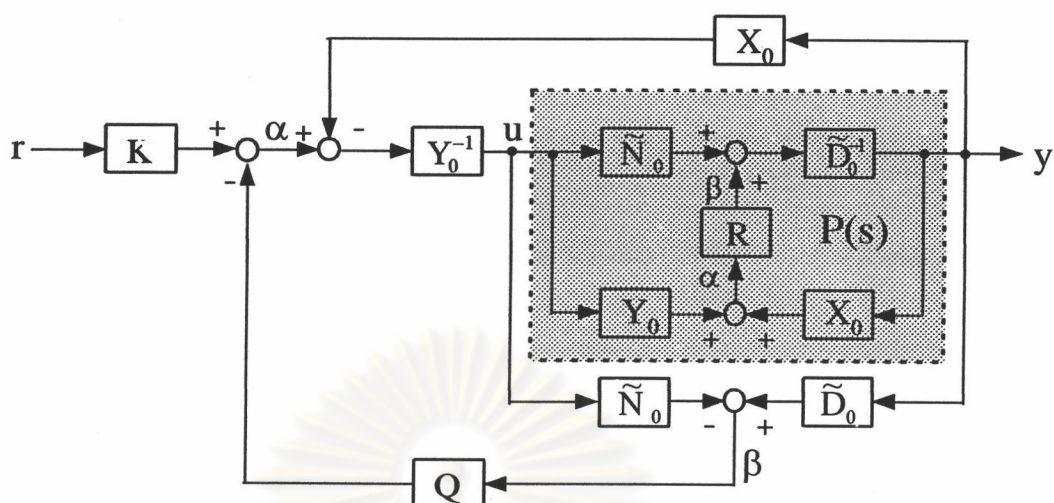 X₀
r K + α + - Y₀⁻¹ u Ñ₀ + D̃₀⁻¹ y
-
β +
R P(s)
α
Y₀ + + X₀
Ñ₀ - + D̃₀
β
Q